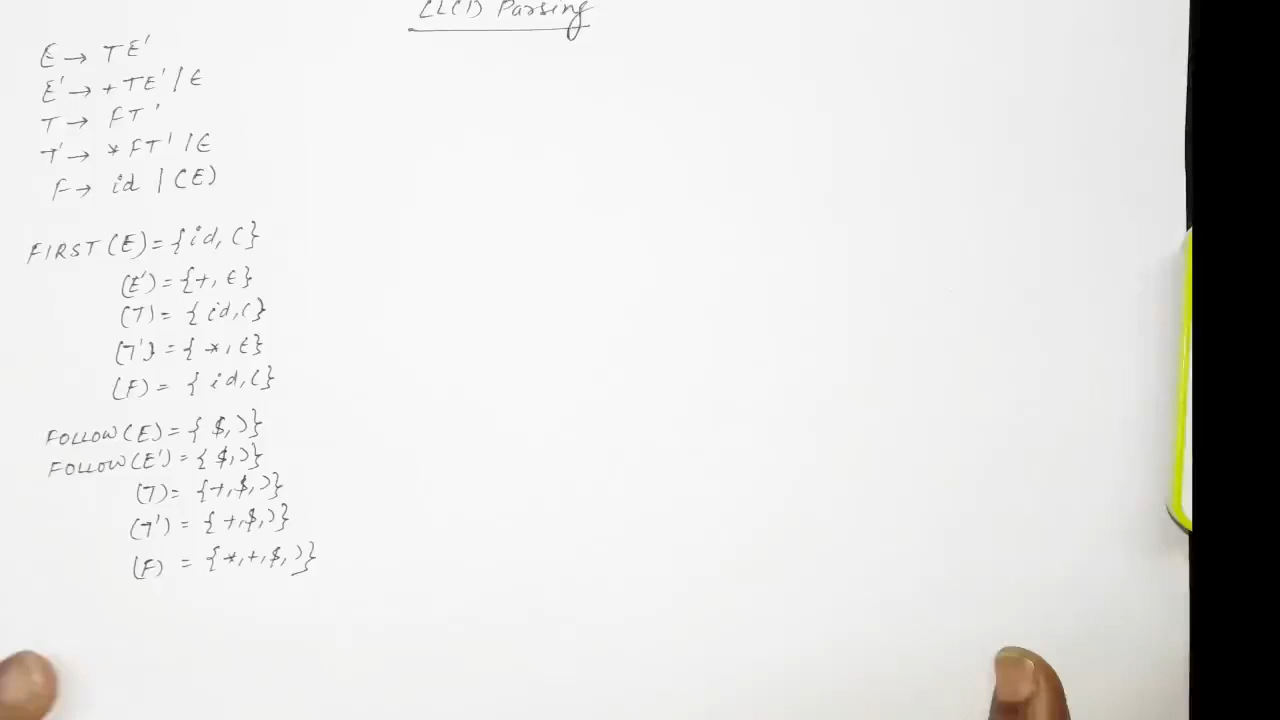 LL(1) Parsing
E → TE'
E' → +TE' / ε
T → FT'
T' → *FT' / ε
F → id / (E)
FIRST(E) = {id, (}
(E') = {+, ε}
(T) = {id, (}
(T') = {*, ε}
(F) = {id, (}
FOLLOW(E) = {$, )}
FOLLOW(E') = {$, )}
(T) = {+, $, )}
(T') = {+, $, )}
(F) = {*, +, $, )}